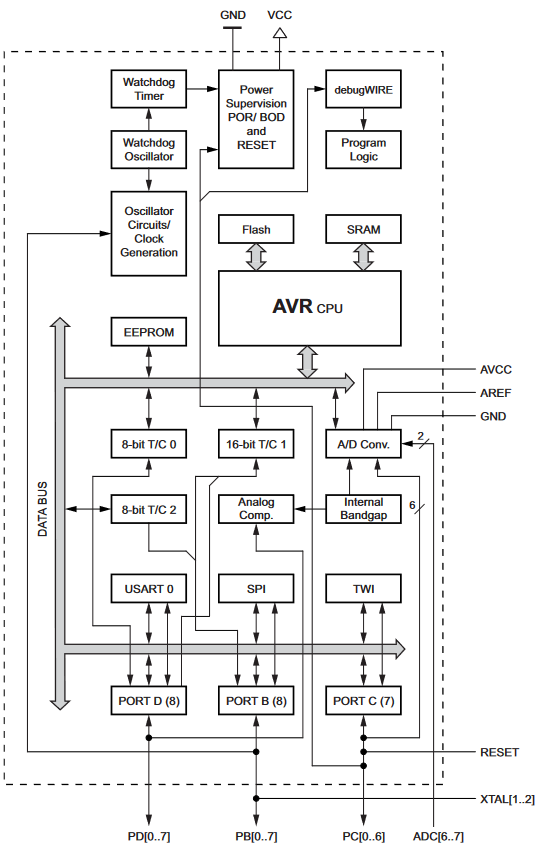 GND VCC
Watchdog
Timer
Power
Supervision
POR/ BOD
and
RESET
debugWIRE
Watchdog
Oscillator
Program
Logic
Oscillator
Circuits/
Clock
Generation
Flash
SRAM
AVR CPU
EEPROM
AVCC
AREF
GND
8-bit T/C 0
16-bit T/C 1
A/D Conv.
2
DATA BUS
8-bit T/C 2
Analog
Comp.
Internal
Bandgap
6
USART 0
SPI
TWI
PORT D (8)
PORT B (8)
PORT C (7)
RESET
XTAL[1..2]
PD[0..7]
PB[0..7]
PC[0..6]
ADC[6..7]